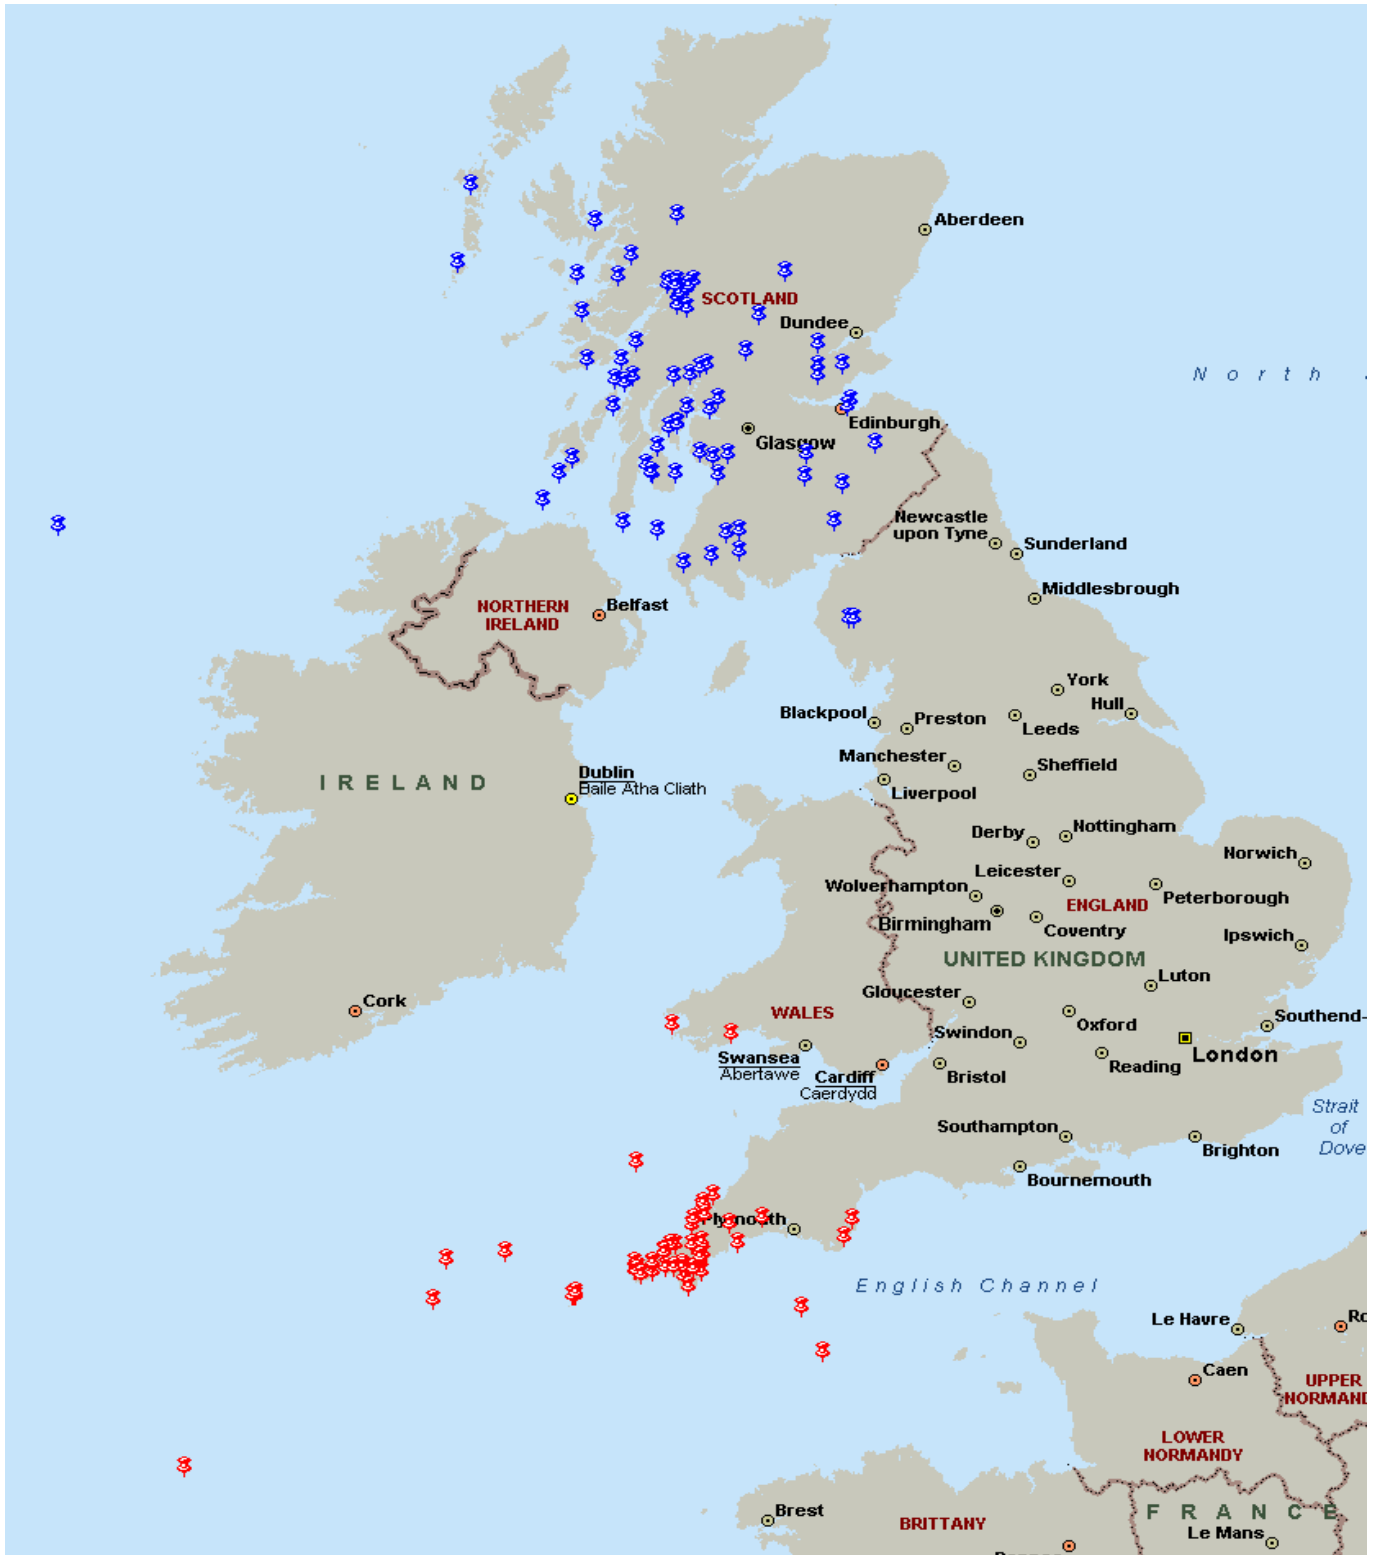 Aberdeen
SCOTLAND
Dundee
North
Edinburgh
Glasgow
Newcastle
upon Tyne
Sunderland
Middlesbrough
NORTHERN
IRELAND
Belfast
York
Hull
Blackpool
Preston
Leeds
Manchester
Sheffield
IRELAND
Dublin
Baile Atha Cliath
Liverpool
Derby
Nottingham
Norwich
Leicester
Wolverhampton
Peterborough
ENGLAND
Birmingham
Coventry
Ipswich
UNITED KINGDOM
Luton
Gloucester
Cork
WALES
Oxford
Southend-
Swindon
London
Swansea
Abertawe
Reading
Cardiff
Caerdydd
Bristol
Strait
of
Dove
Southampton
Brighton
Bournemouth
Plymouth
English Channel
Le Havre
Ro
Caen
UPPER
NORMAND
LOWER
NORMANDY
Brest
BRITTANY
FRANCE
Le Mans